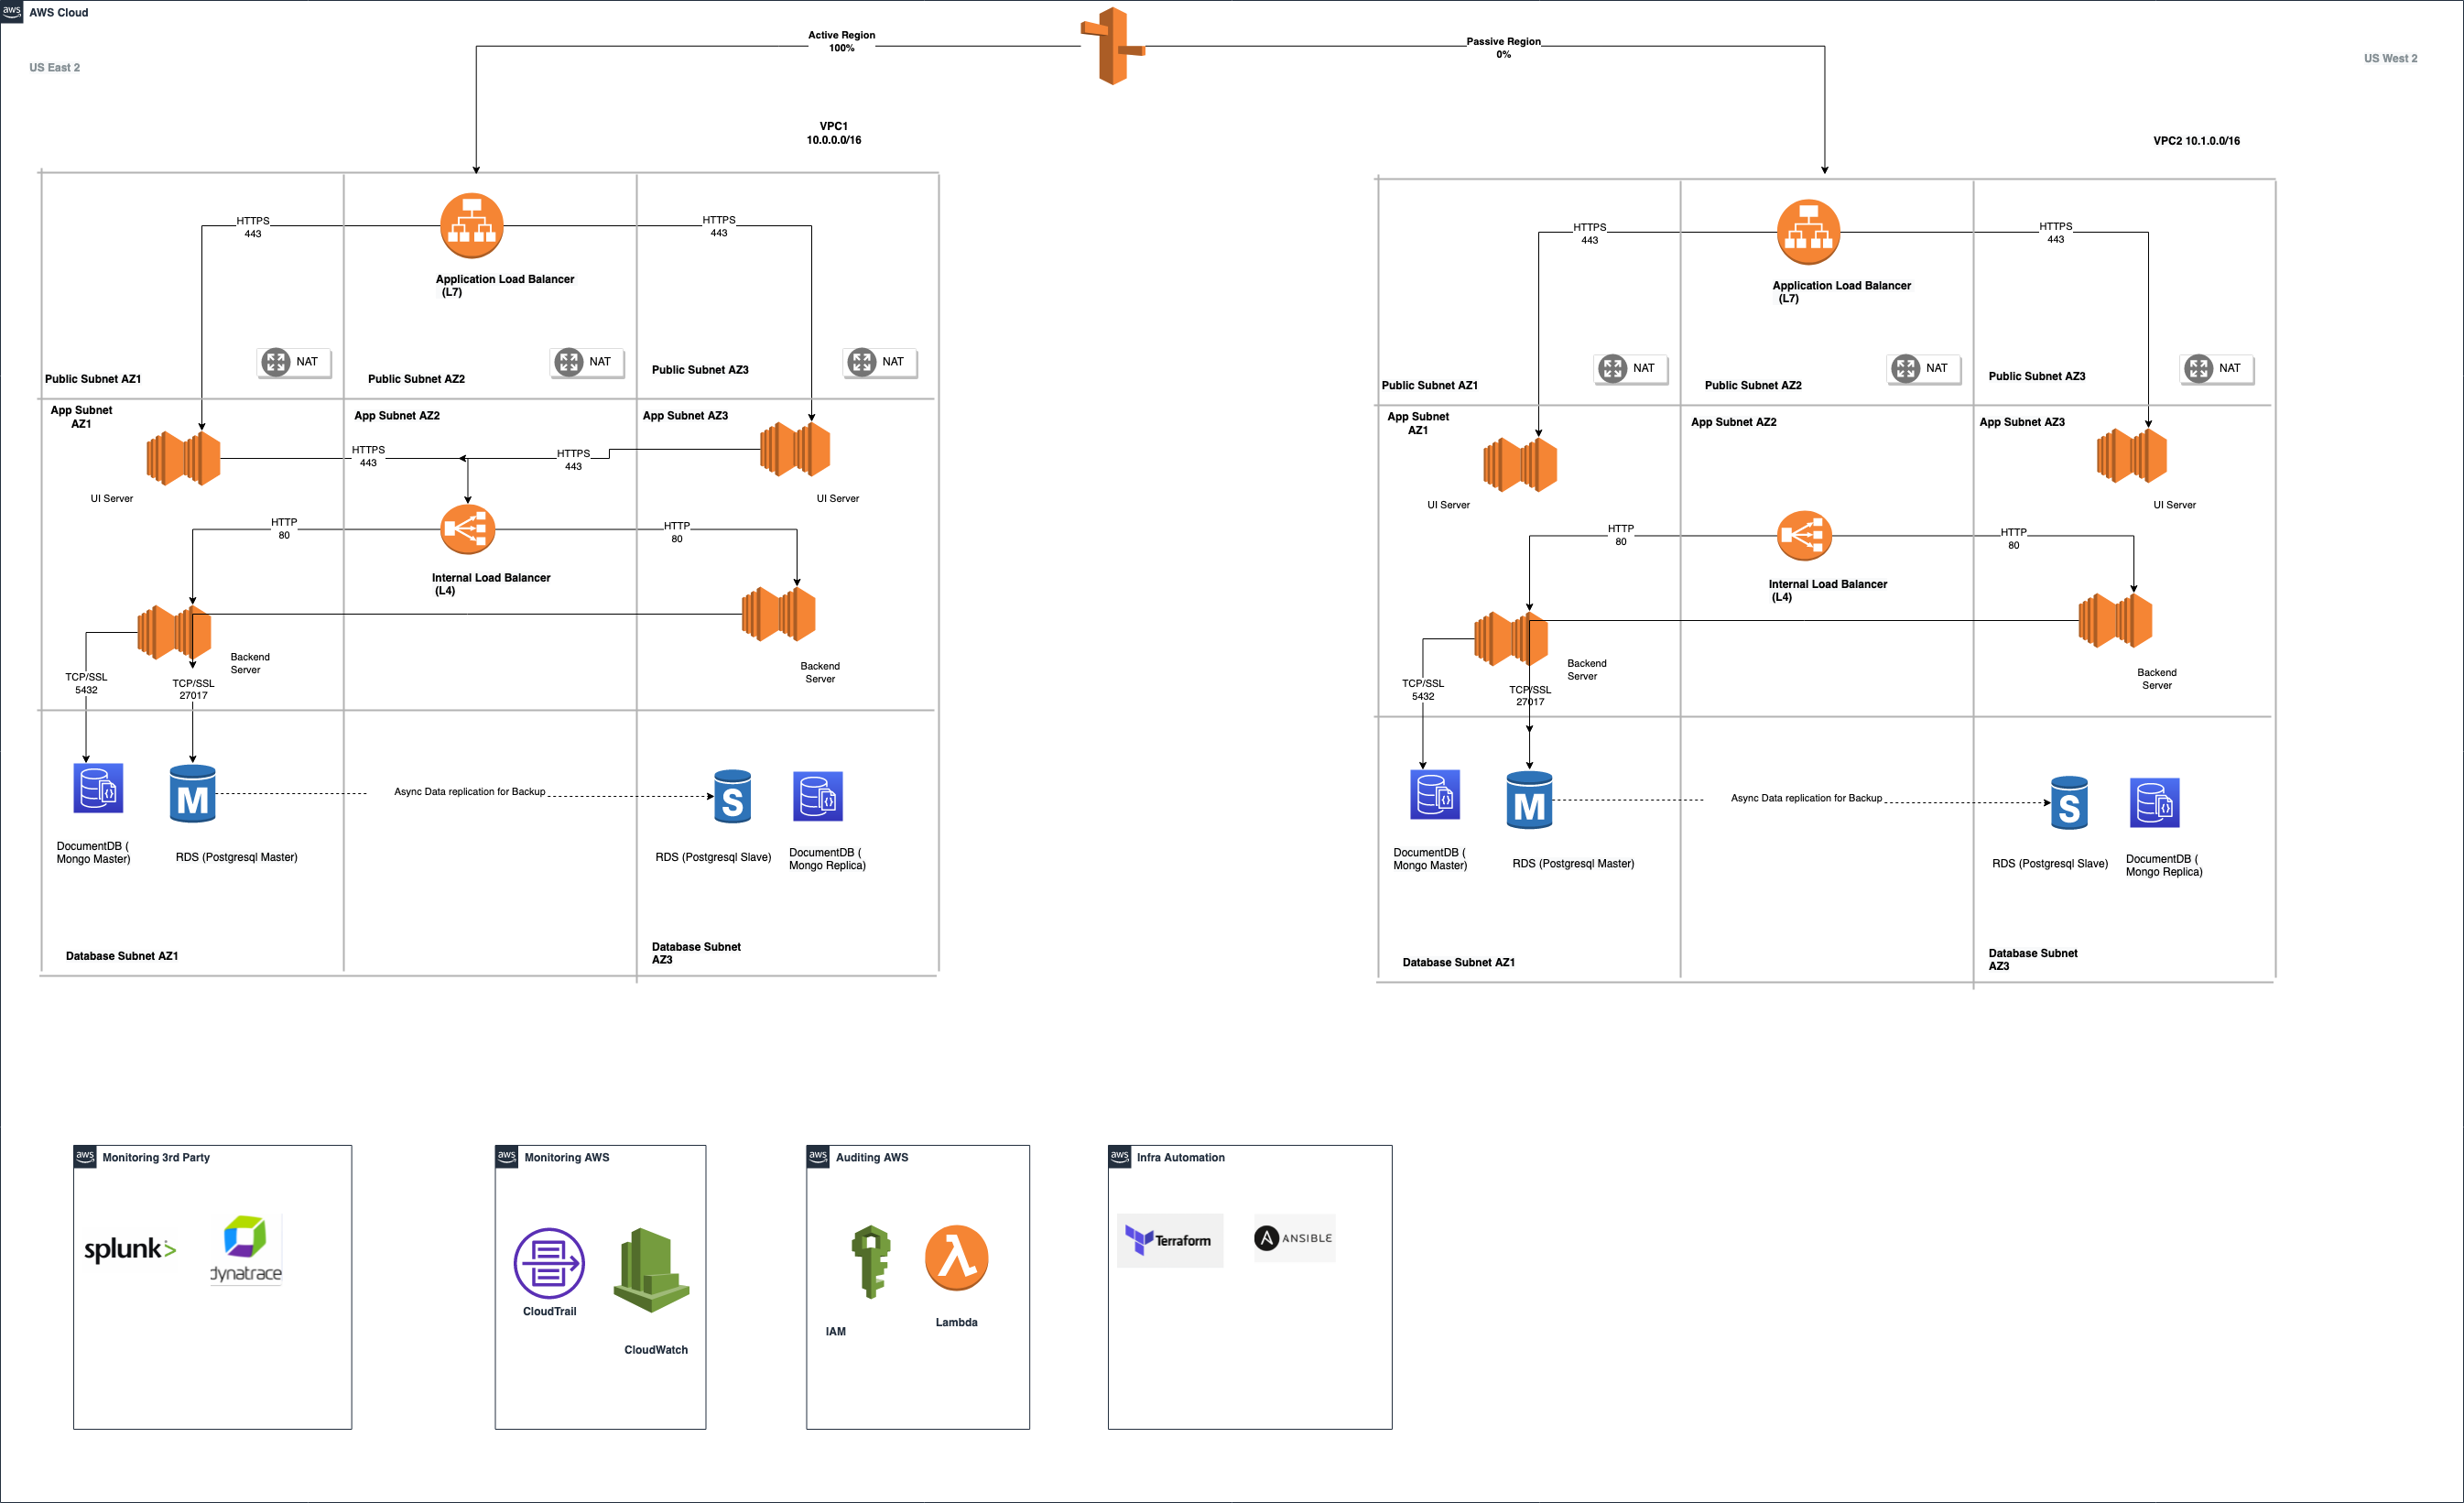 aws
AWS Cloud
US East 2
US West 2
Active Region
100%
Passive Region
0%
VPC1
10.0.0.0/16
HTTPS
443
HTTPS
443
Application Load Balancer
(L7)
NAT
NAT
NAT
Public Subnet AZ1
Public Subnet AZ2
Public Subnet AZ3
App Subnet
AZ1
App Subnet AZ2
App Subnet AZ3
HTTPS
443
HTTPS
443
UI Server
UI Server
HTTP
80
HTTP
80
Internal Load Balancer
(L4)
Backend
Server
Backend
Server
TCP/SSL
5432
TCP/SSL
27017
M
Async Data replication for Backup
S
DocumentDB (
Mongo Master)
RDS (Postgresql Master)
RDS (Postgresql Slave)
DocumentDB (
Mongo Replica)
Database Subnet AZ1
Database Subnet
AZ3
VPC2 10.1.0.0/16
HTTPS
443
HTTPS
443
Application Load Balancer
(L7)
NAT
NAT
NAT
Public Subnet AZ1
Public Subnet AZ2
Public Subnet AZ3
App Subnet
AZ1
App Subnet AZ2
App Subnet AZ3
UI Server
UI Server
HTTP
80
HTTP
80
Internal Load Balancer
(L4)
Backend
Server
Backend
Server
TCP/SSL
5432
TCP/SSL
27017
M
Async Data replication for Backup
S
DocumentDB (
Mongo Master)
RDS (Postgresql Master)
RDS (Postgresql Slave)
DocumentDB (
Mongo Replica)
Database Subnet AZ1
Database Subnet
AZ3
aws
Monitoring 3rd Party
splunk>
dynatrace
aws
Monitoring AWS
CloudTrail
CloudWatch
aws
Auditing AWS
IAM
Lambda
aws
Infra Automation
Terraform
A ANSIBLE